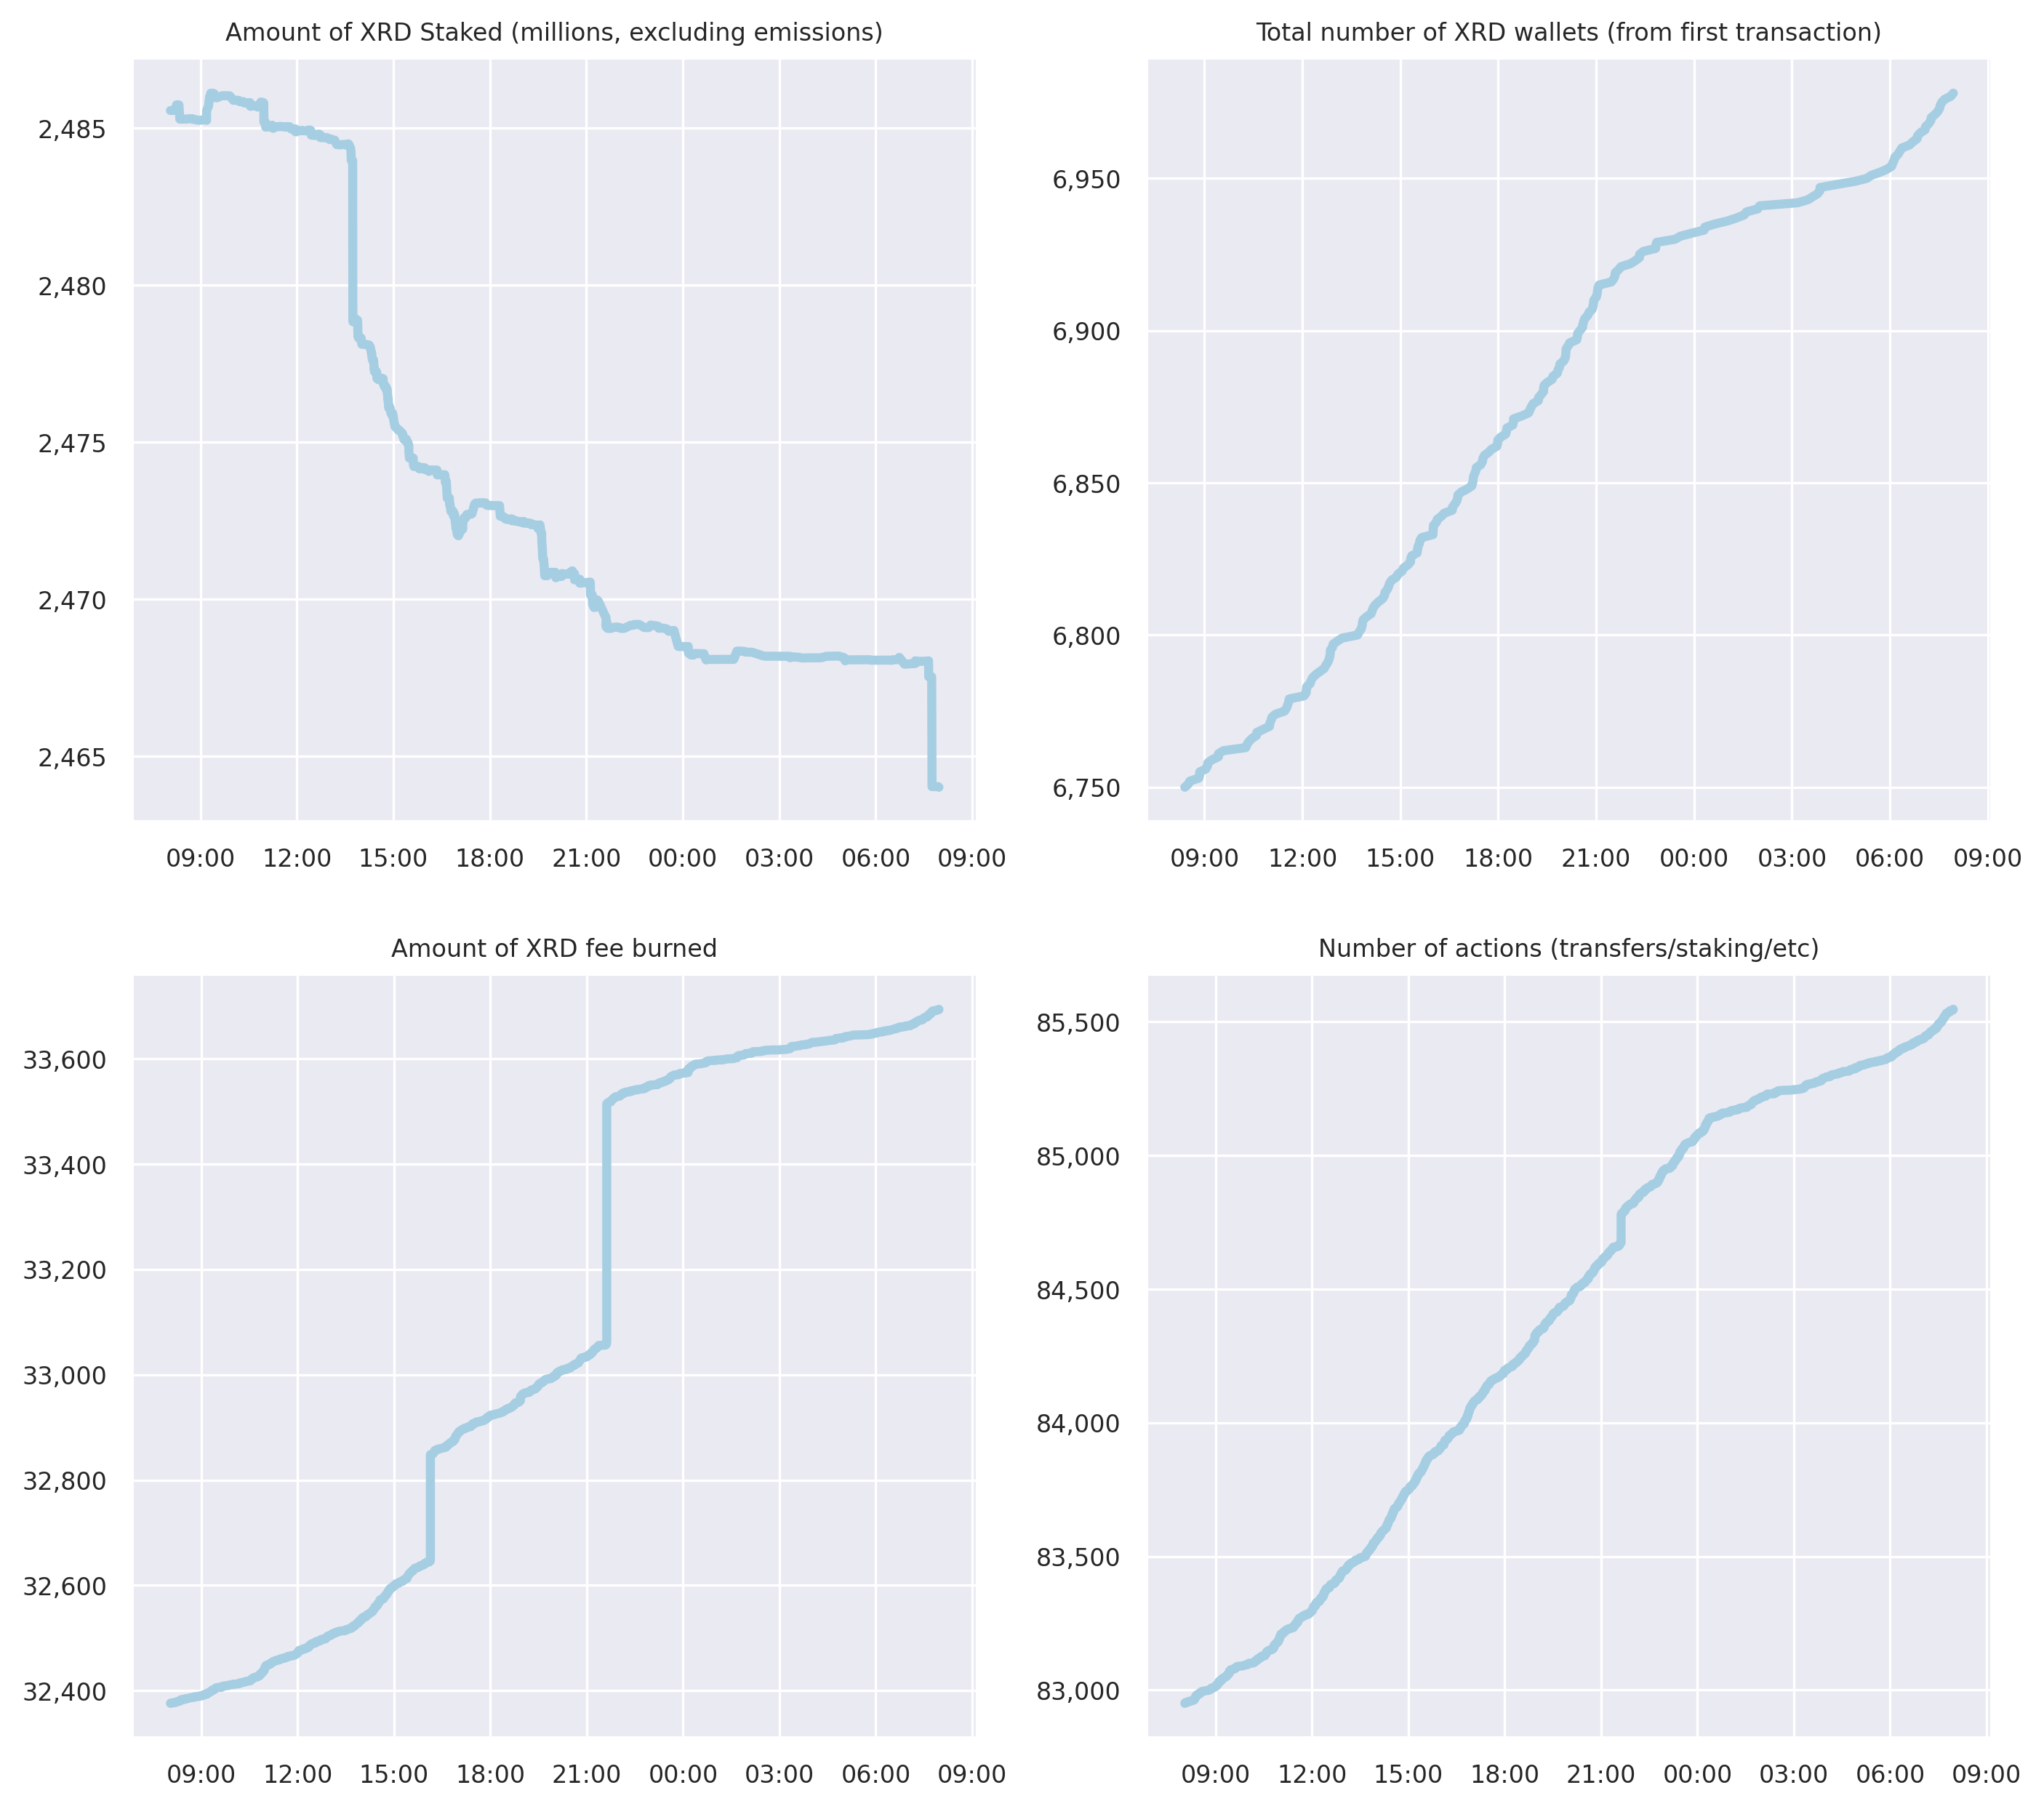 Amount of XRD Staked (millions, excluding emissions)
2,485
2,480
2,475
2,470
2,465
09:00 12:00 15:00 18:00 21:00 00:00 03:00 06:00 09:00
Total number of XRD wallets (from first transaction)
6,950
6,900
6,850
6,800
6,750
09:00 12:00 15:00 18:00 21:00 00:00 03:00 06:00 09:00
Amount of XRD fee burned
33,600
33,400
33,200
33,000
32,800
32,600
32,400
09:00 12:00 15:00 18:00 21:00 00:00 03:00 06:00 09:00
Number of actions (transfers/staking/etc)
85,500
85,000
84,500
84,000
83,500
83,000
09:00 12:00 15:00 18:00 21:00 00:00 03:00 06:00 09:00